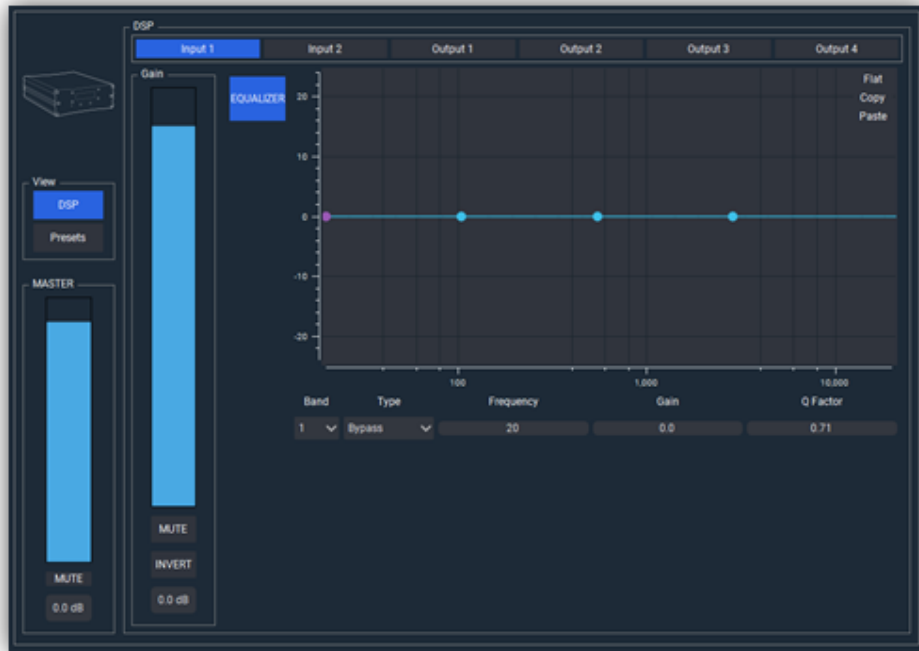 DSP
Input 1 Input 2 Output 1 Output 2 Output 3 Output 4
View
DSP
Presets
MASTER
MUTE
0.0 dB
Gain
MUTE
INVERT
0.0 dB
EQUALIZER
Flat
Copy
Paste
20
10
0
-10
-20
100 1,000 10,000
Band Type Frequency Gain Q Factor
1 Bypass 20 0.0 0.71